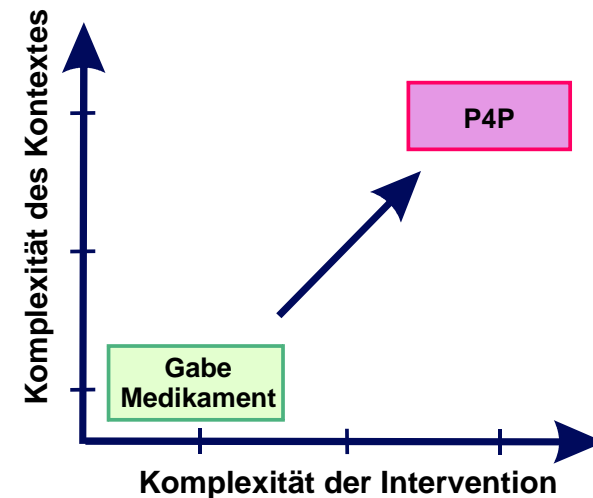 Komplexität des Kontextes
P4P
Gabe
Medikament
Komplexität der Intervention